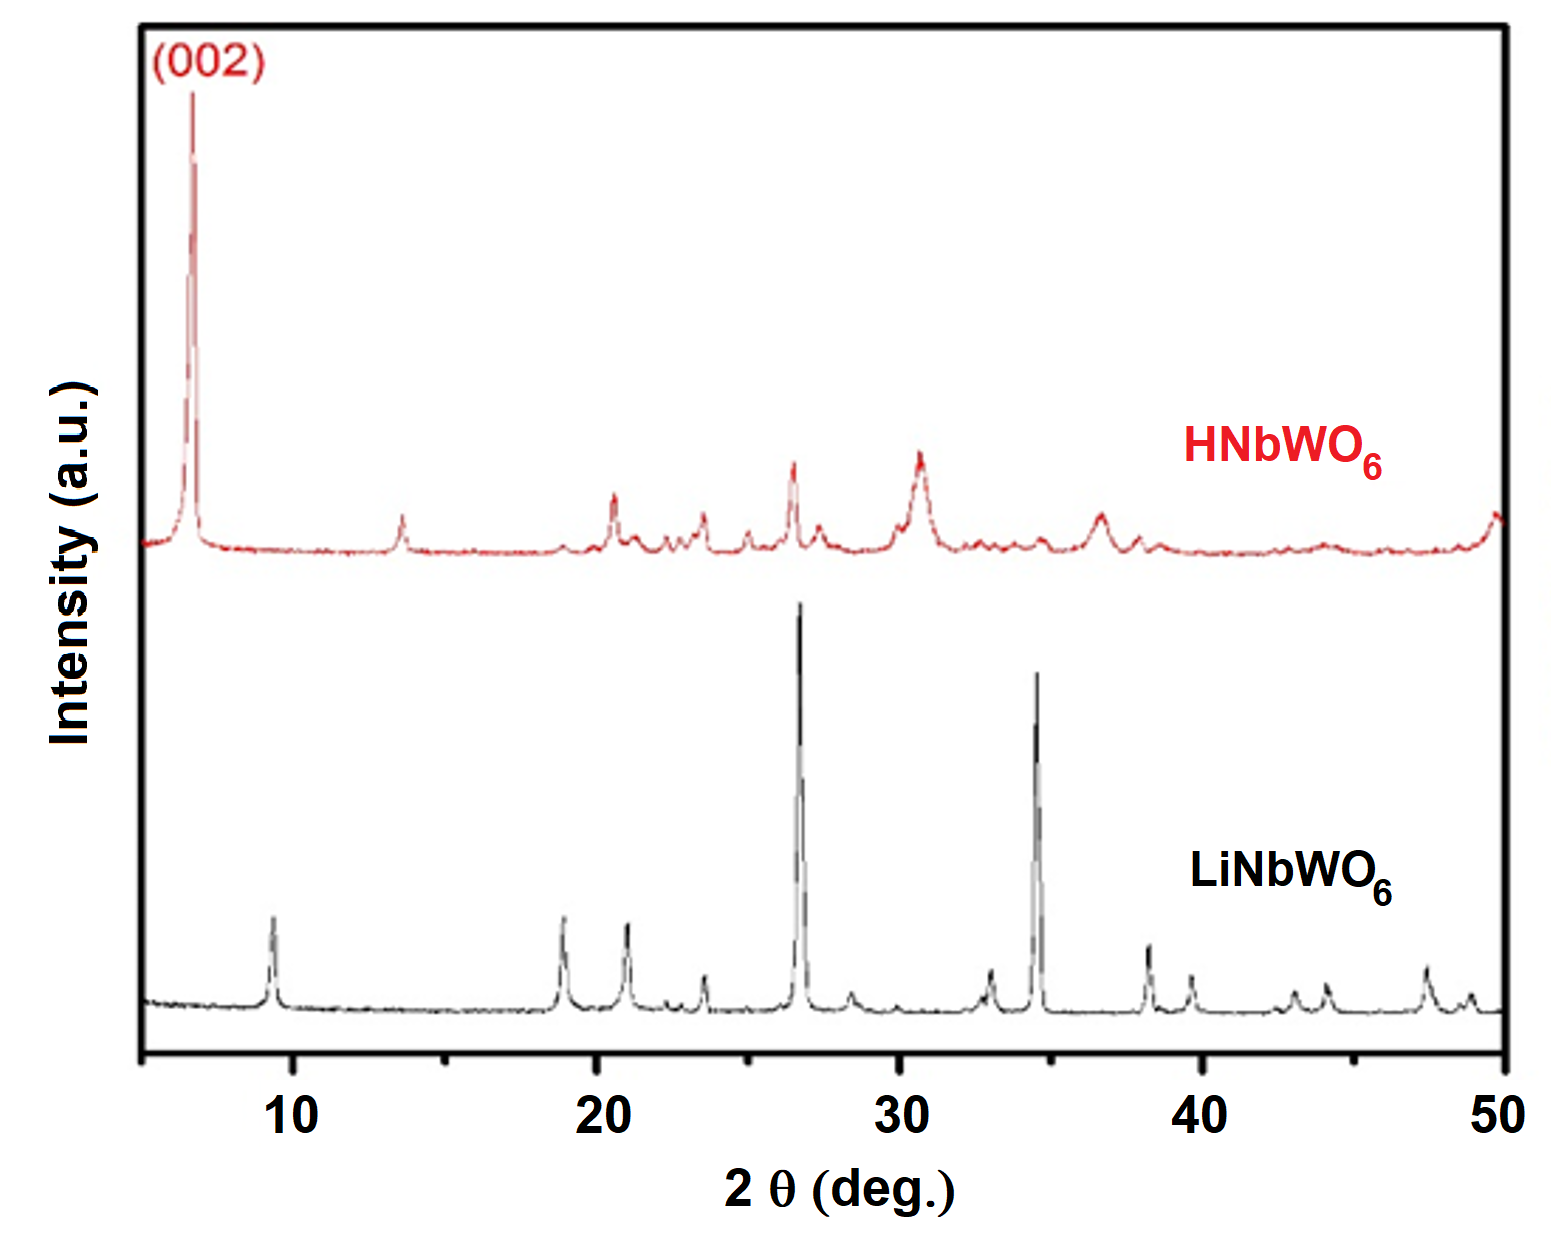 (002)
HNbWO₆
LiNbWO₆
Intensity (a.u.)
10 20 30 40 50
2 θ (deg.)